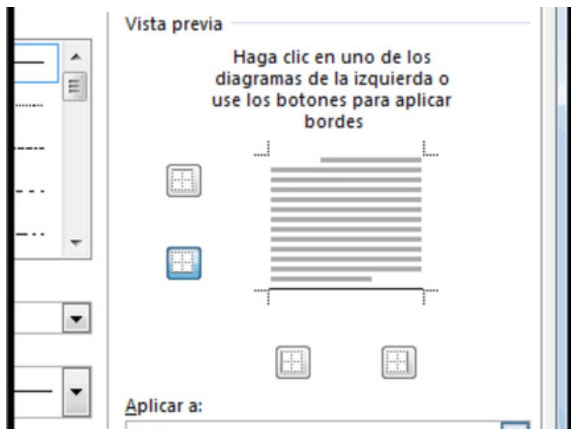 Vista previa
Haga clic en uno de los
diagramas de la izquierda o
use los botones para aplicar
bordes
Aplicar a: